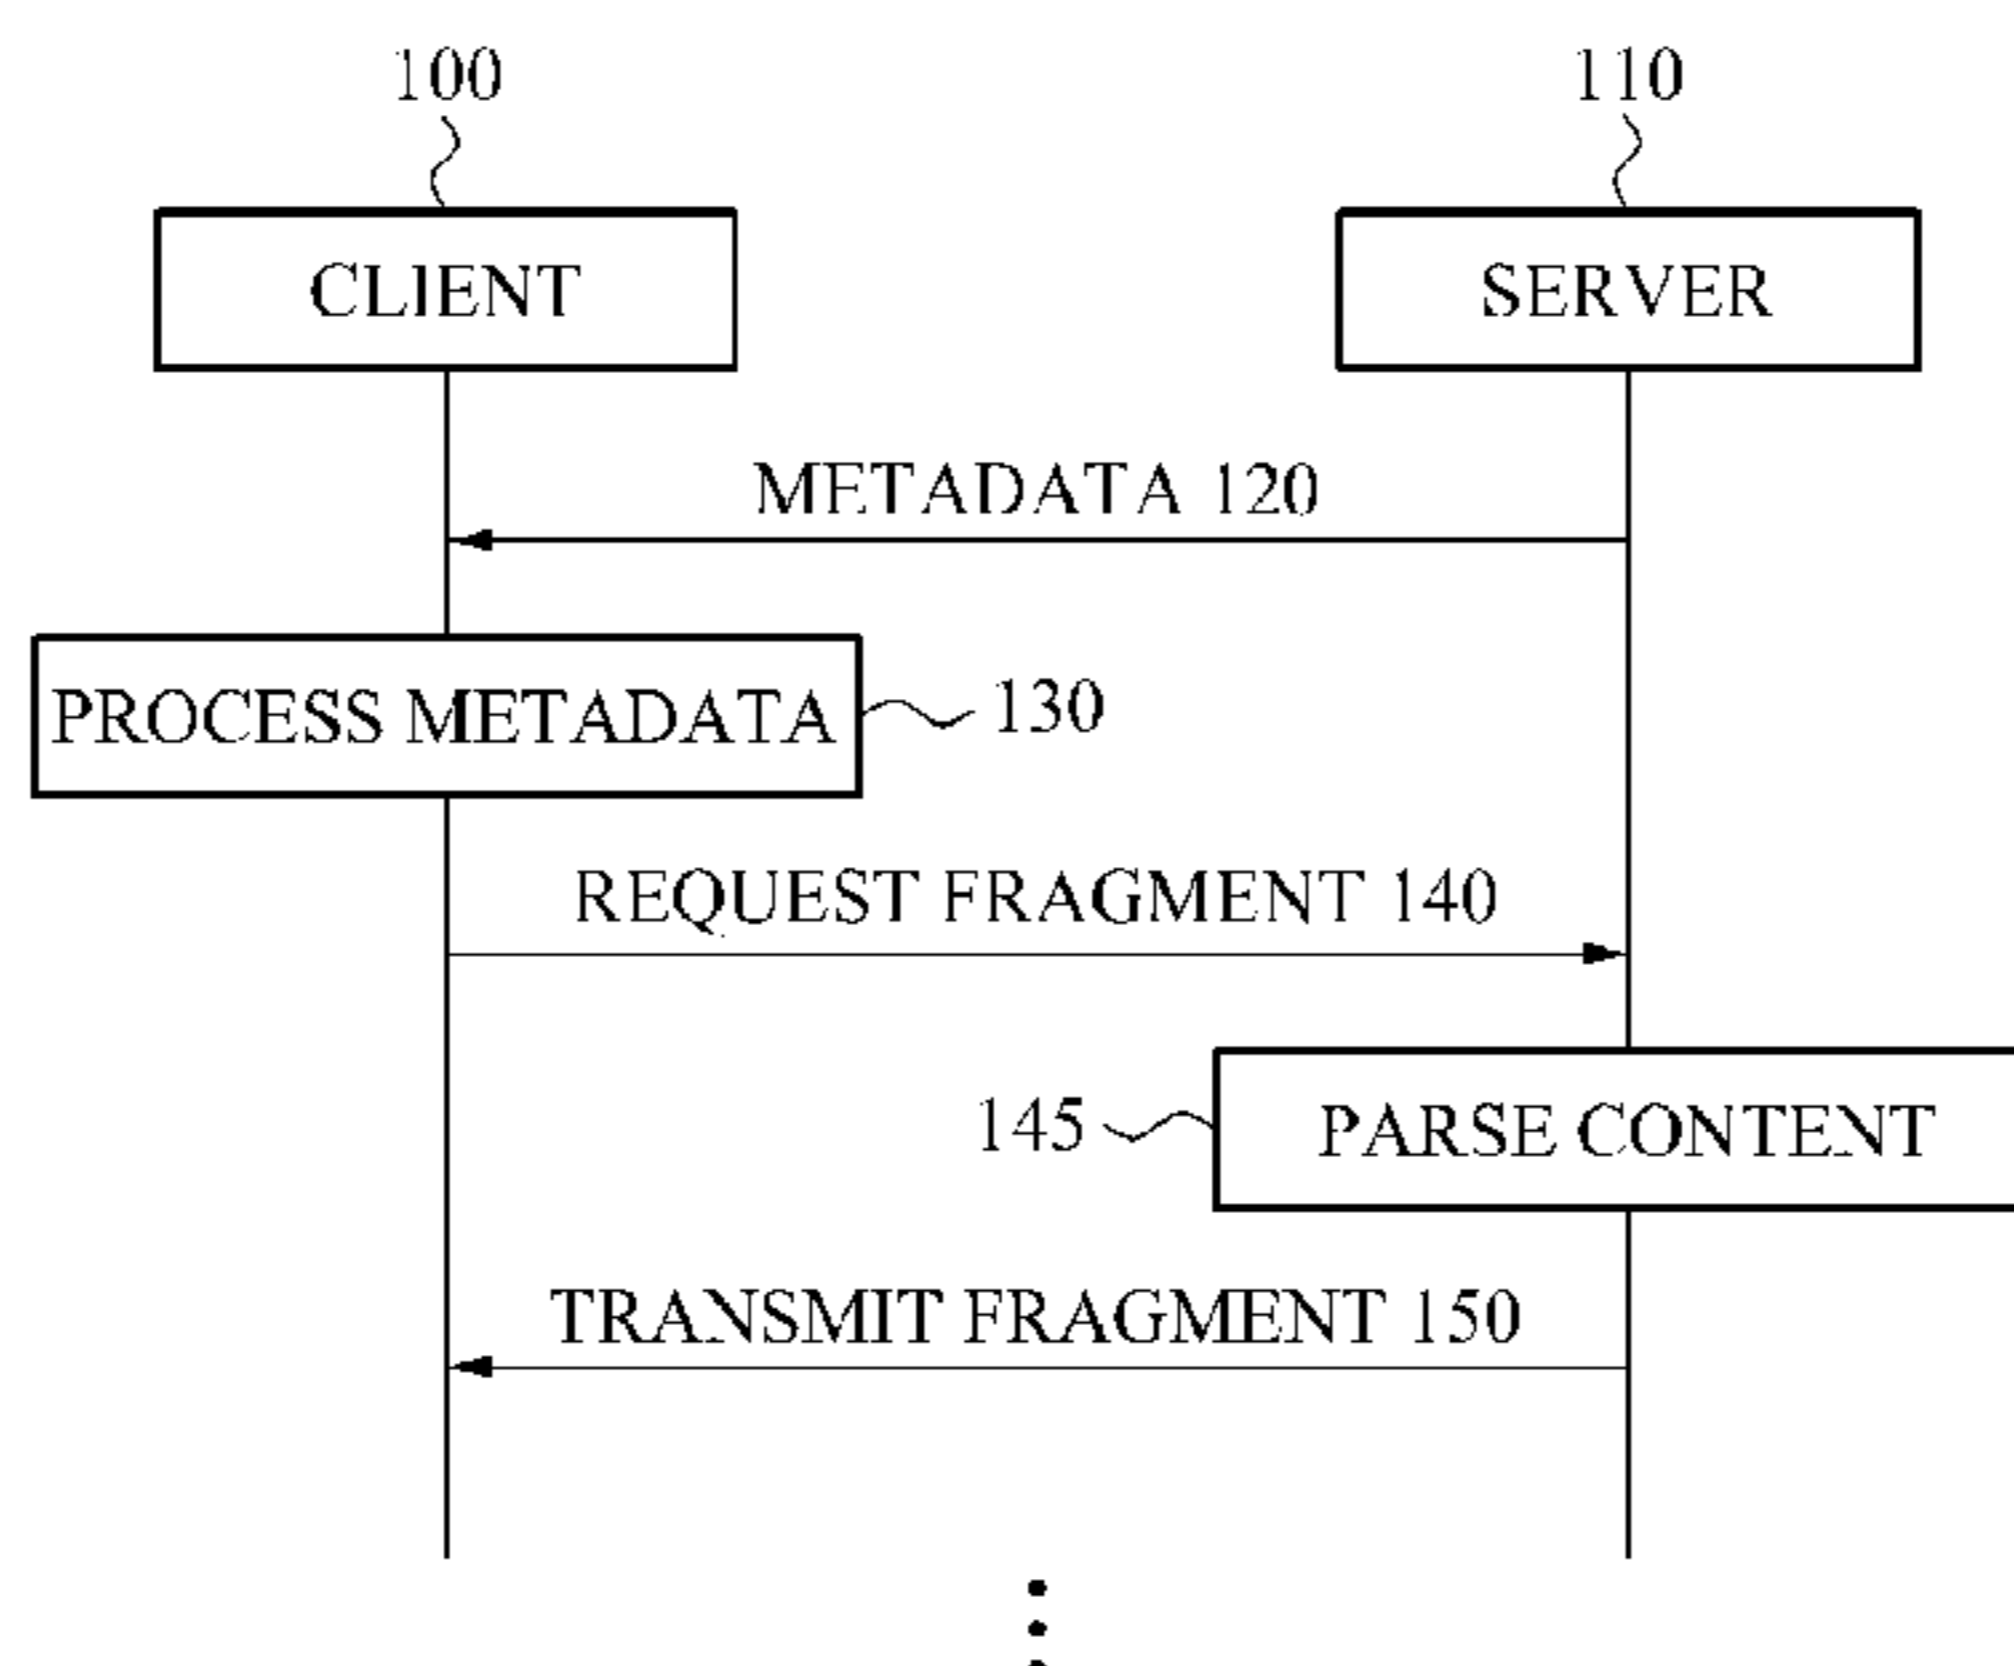 100
110
CLIENT
SERVER
METADATA 120
PROCESS METADATA
130
REQUEST FRAGMENT 140
145
PARSE CONTENT
TRANSMIT FRAGMENT 150